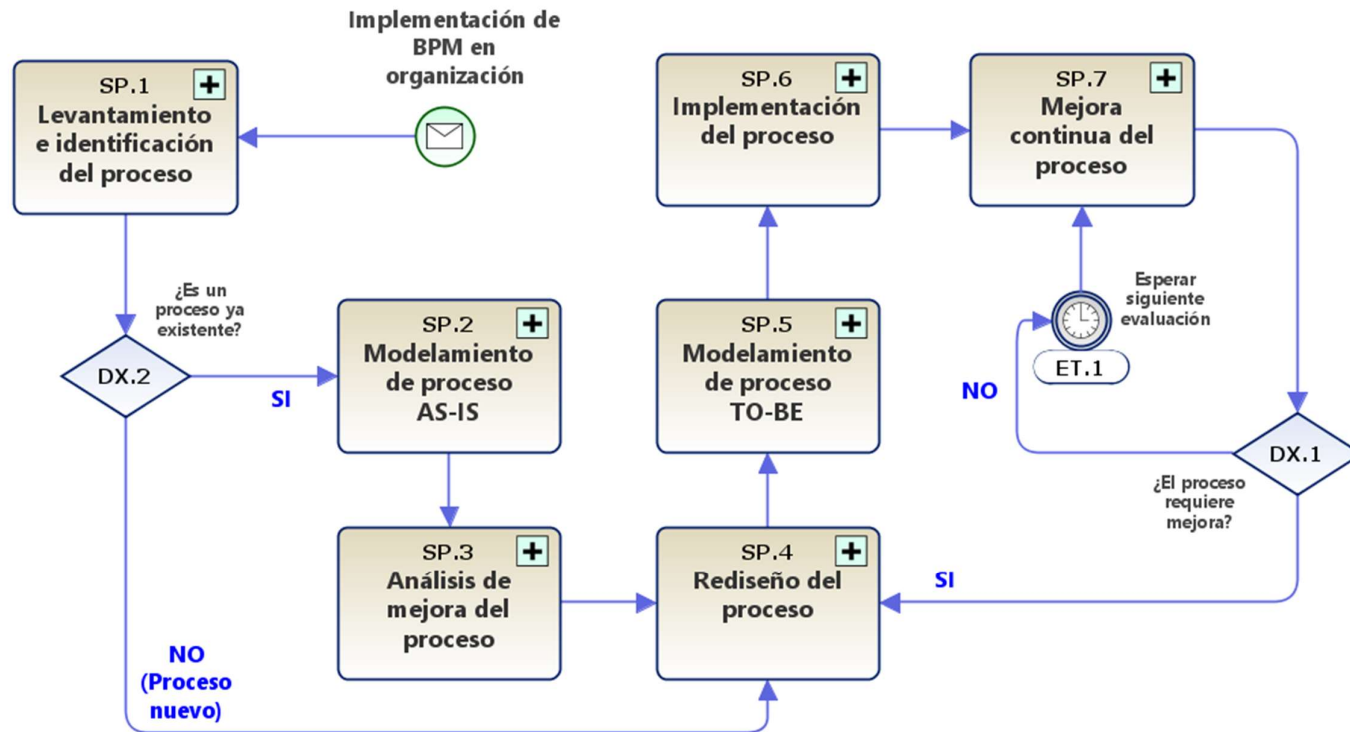 Implementación de
BPM en
organización
SP.1
Levantamiento
e identificación
del proceso
¿Es un
proceso ya
existente?
DX.2
SI
NO
(Proceso
nuevo)
SP.2
Modelamiento
de proceso
AS-IS
SP.3
Análisis de
mejora del
proceso
SP.4
Rediseño del
proceso
SP.5
Modelamiento
de proceso
TO-BE
SP.6
Implementación
del proceso
SP.7
Mejora
continua del
proceso
Esperar
siguiente
evaluación
ET.1
NO
DX.1
¿El proceso
requiere
mejora?
SI